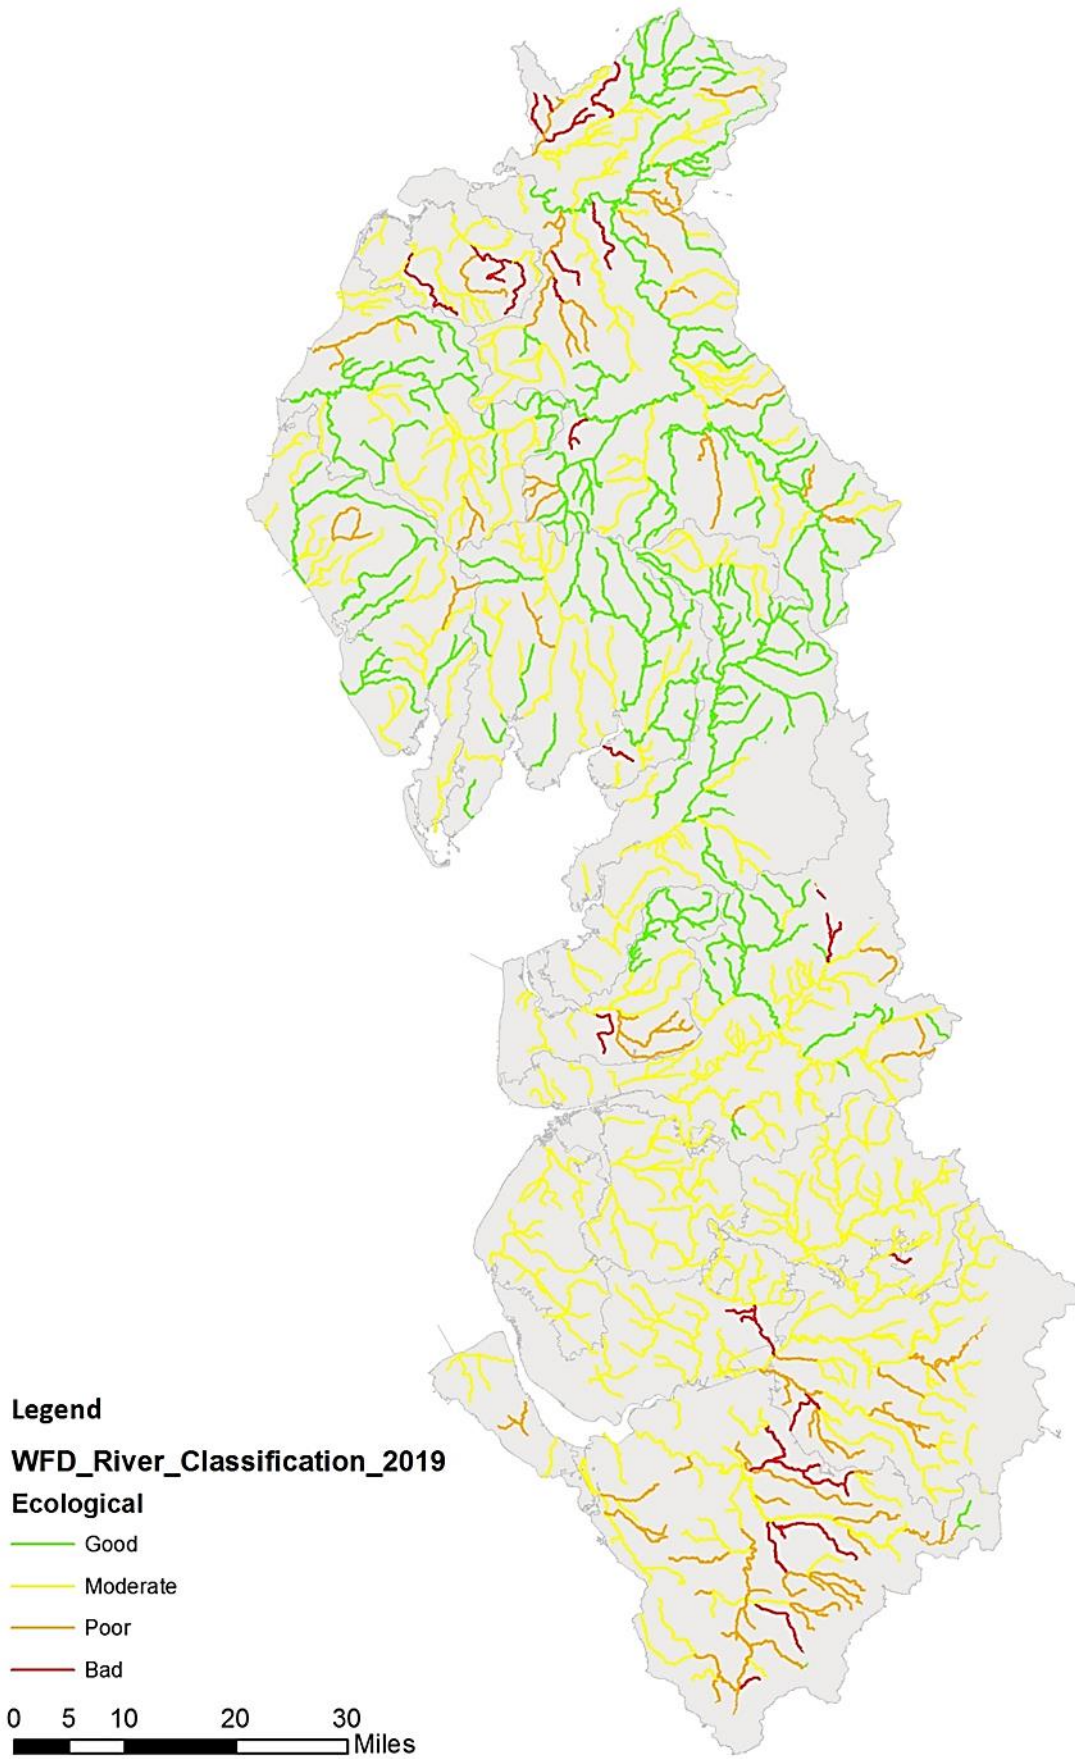 Legend
WFD_River_Classification_2019
Ecological
Good
Moderate
Poor
Bad
0 5 10 20 30
Miles